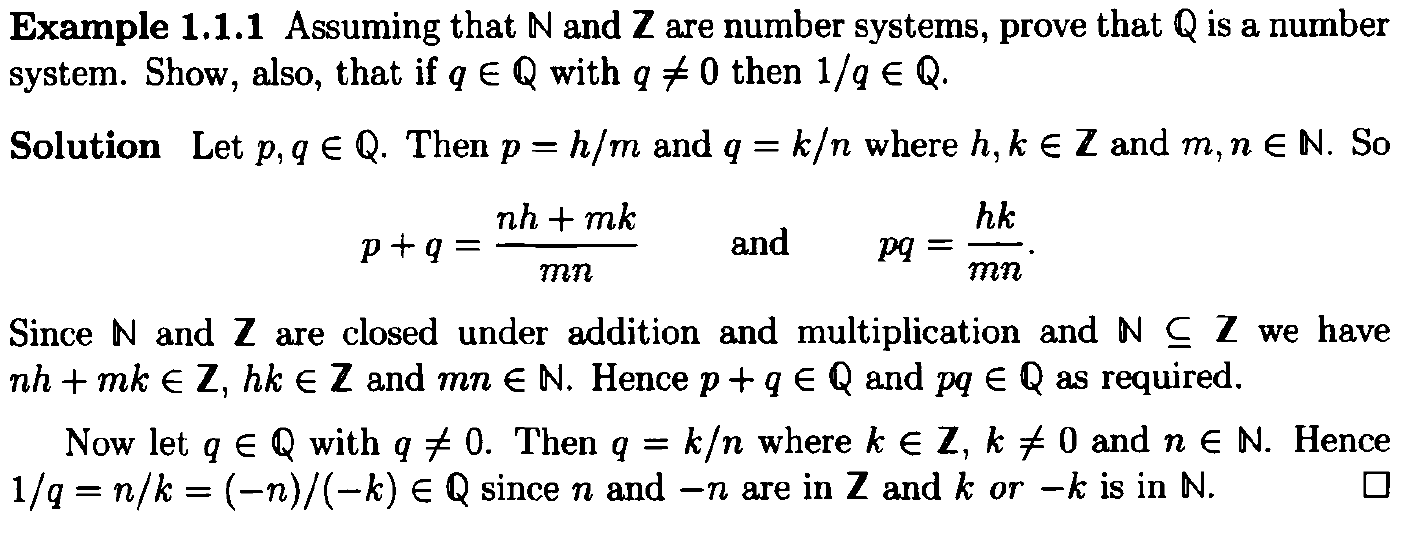 Example 1.1.1 Assuming that ℕ and ℤ are number systems, prove that ℚ is a number
system. Show, also, that if q ∈ ℚ with q ≠ 0 then 1/q ∈ ℚ.
Solution Let p, q ∈ ℚ. Then p = h/m and q = k/n where h, k ∈ ℤ and m, n ∈ ℕ. So
p + q = (nh + mk)/mn and pq = hk/mn.
Since ℕ and ℤ are closed under addition and multiplication and ℕ ⊆ ℤ we have
nh + mk ∈ ℤ, hk ∈ ℤ and mn ∈ ℕ. Hence p + q ∈ ℚ and pq ∈ ℚ as required.
Now let q ∈ ℚ with q ≠ 0. Then q = k/n where k ∈ ℤ, k ≠ 0 and n ∈ ℕ. Hence
1/q = n/k = (−n)/(−k) ∈ ℚ since n and −n are in ℤ and k or −k is in ℕ. □